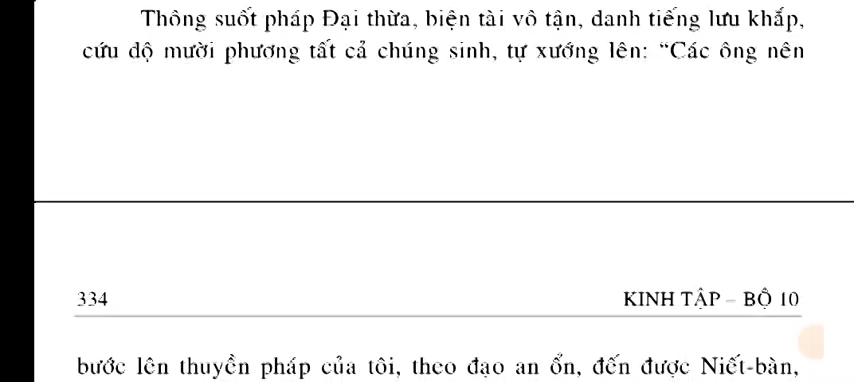 Thông suốt pháp Đại thừa, biện tài vô tận, danh tiếng lưu khắp,
cứu độ mười phương tất cả chúng sinh, tự xướng lên: “Các ông nên
334 KINH TẬP – BỘ 10
bước lên thuyền pháp của tôi, theo đạo an ổn, đến được Niết-bàn,